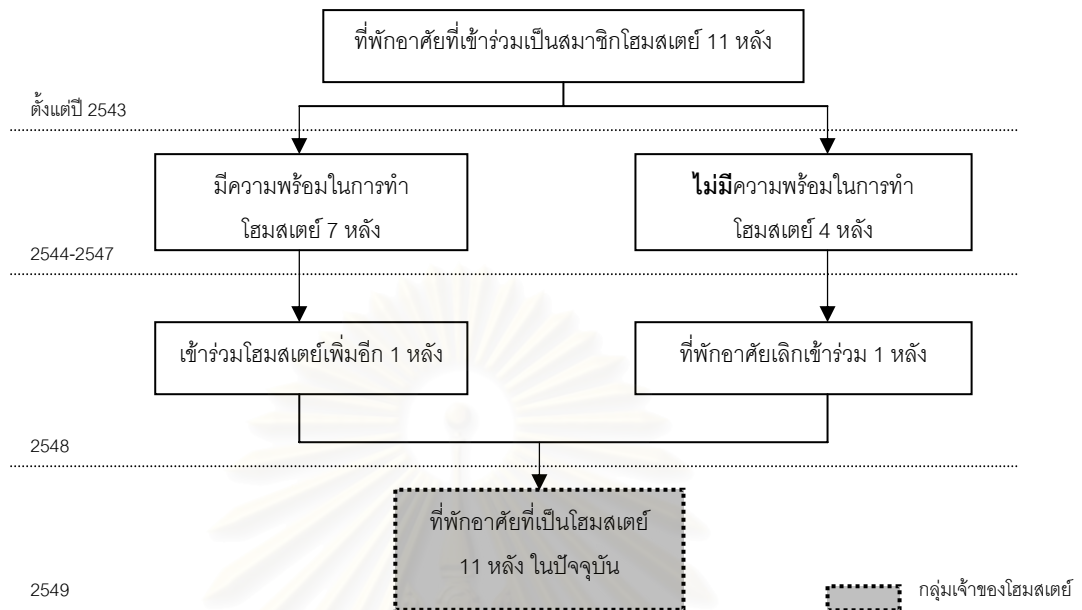 ที่พักอาศัยที่เข้าร่วมเป็นสมาชิกโฮมสเตย์ 11 หลัง
ตั้งแต่ปี 2543
มีความพร้อมในการทำ
โฮมสเตย์ 7 หลัง
ไม่มีความพร้อมในการทำ
โฮมสเตย์ 4 หลัง
2544-2547
เข้าร่วมโฮมสเตย์เพิ่มอีก 1 หลัง
ที่พักอาศัยเลิกเข้าร่วม 1 หลัง
2548
ที่พักอาศัยที่เป็นโฮมสเตย์
11 หลัง ในปัจจุบัน
2549
กลุ่มเจ้าของโฮมสเตย์